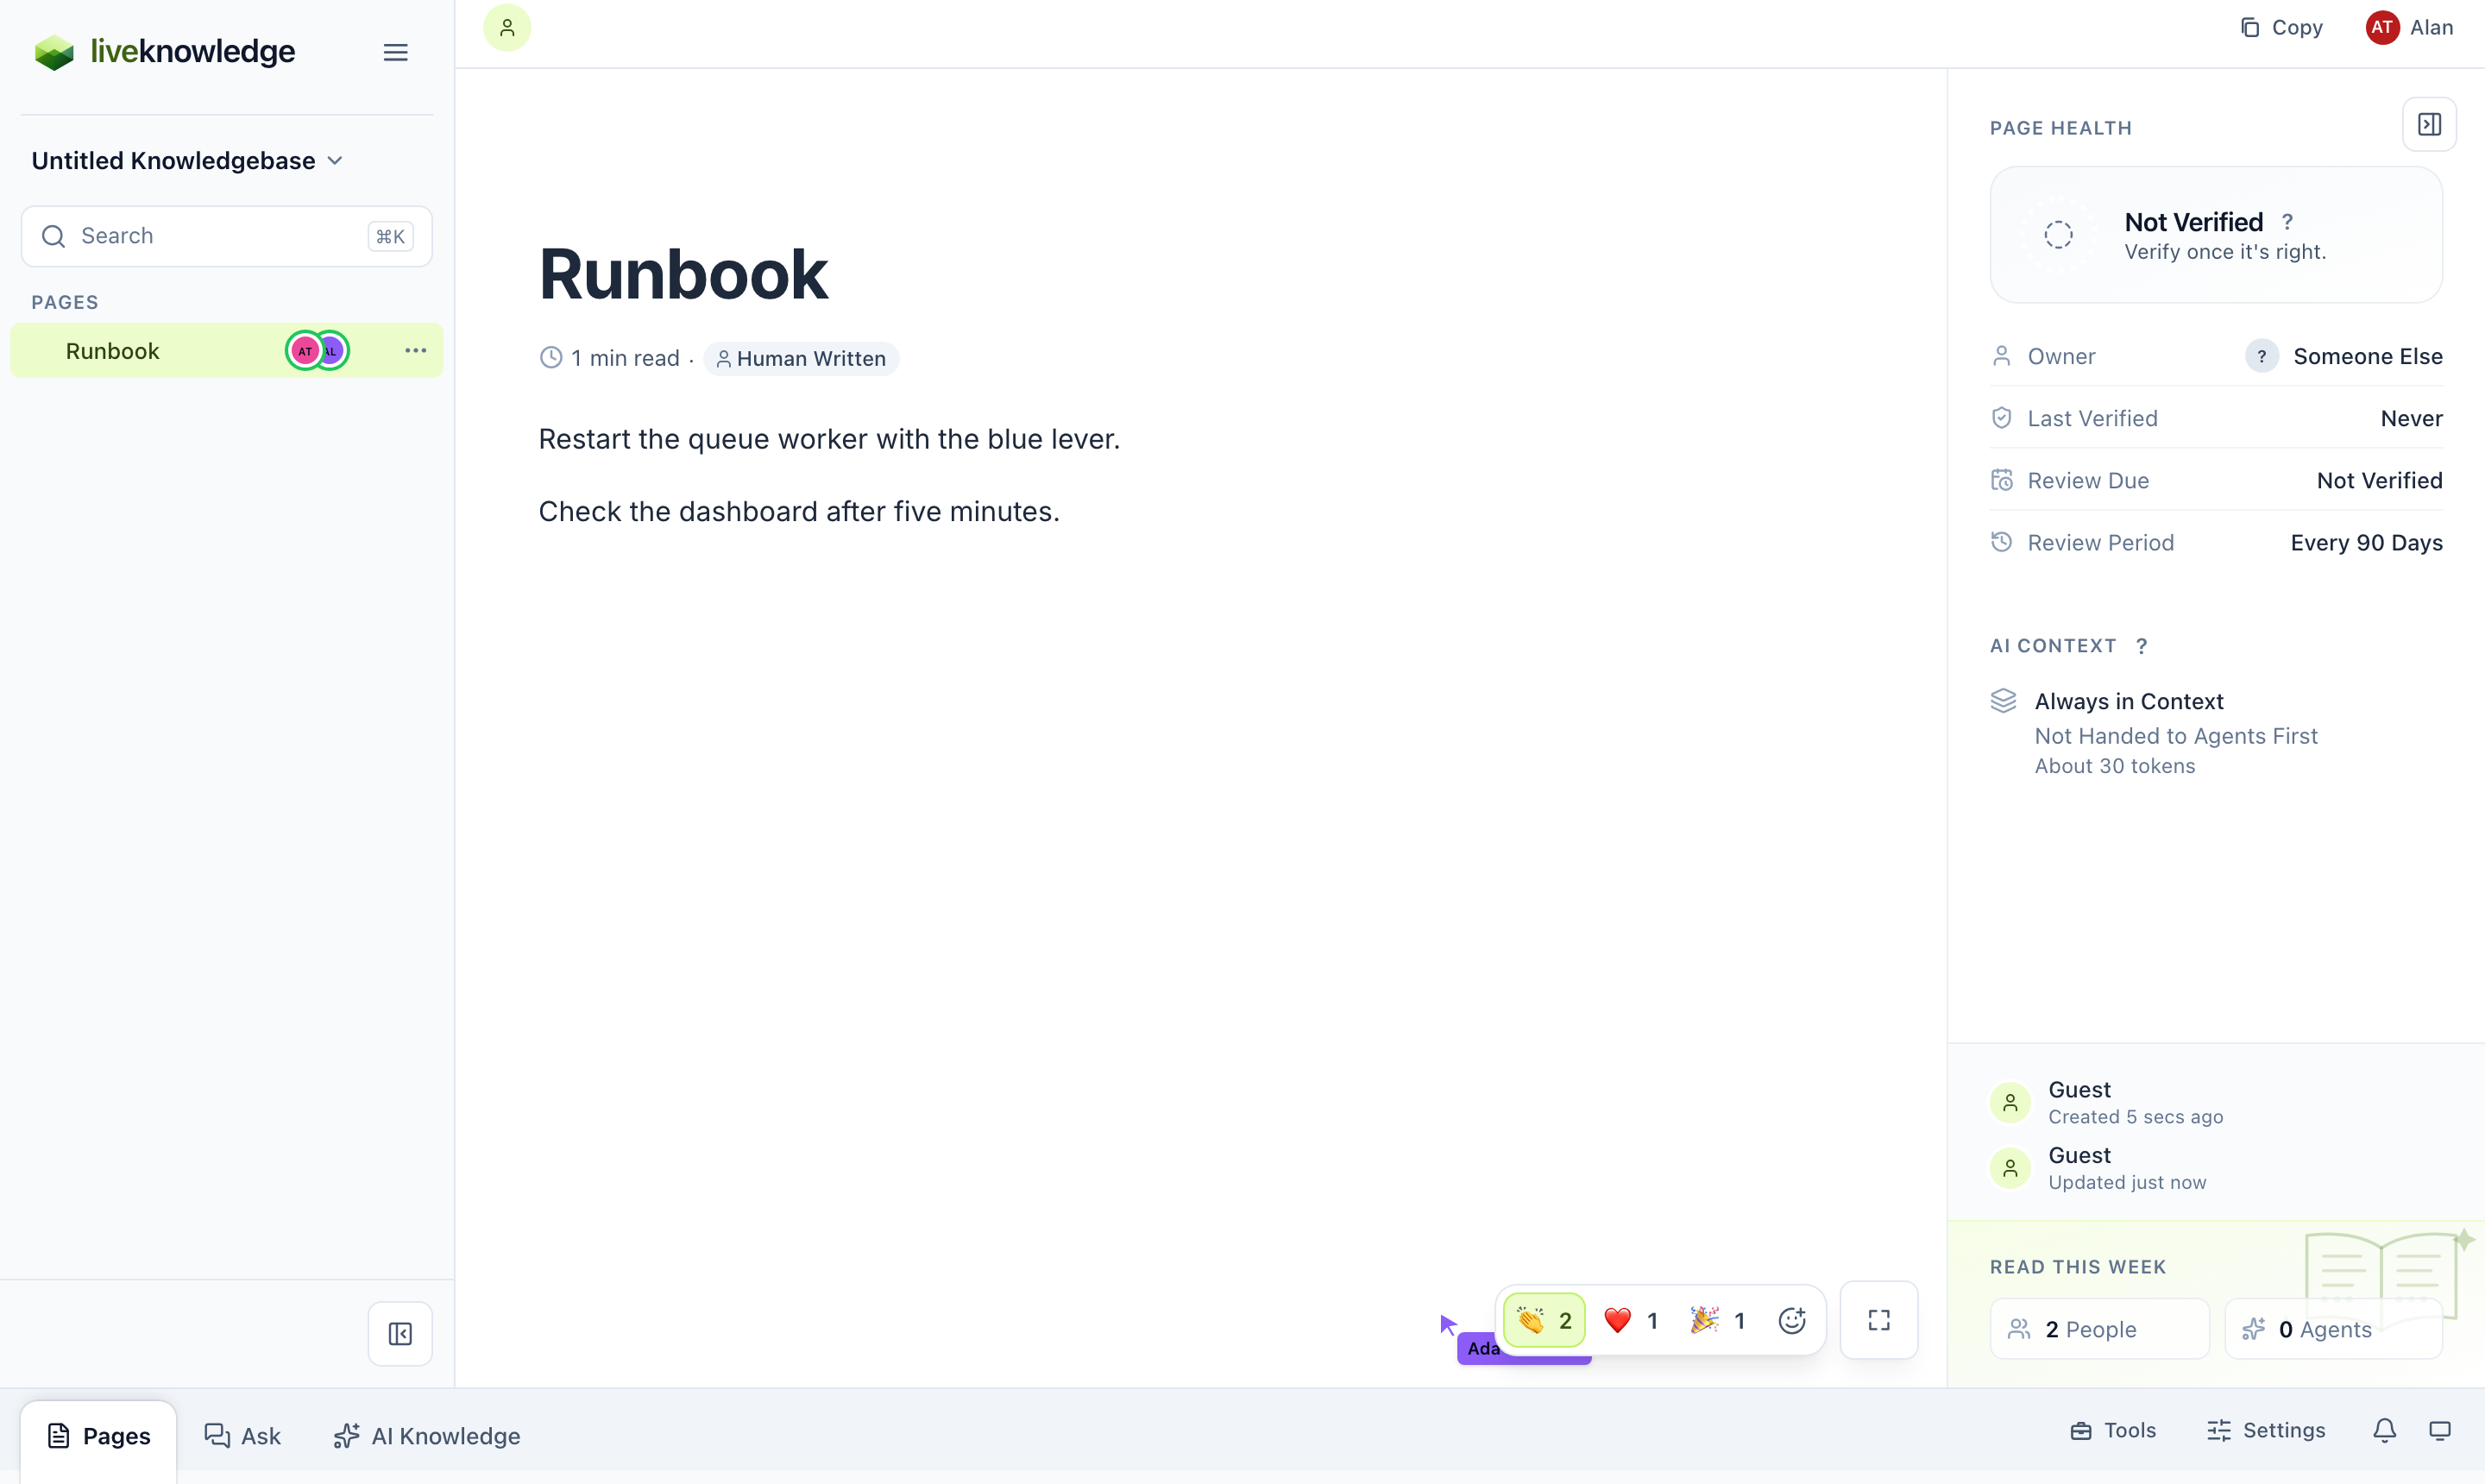 liveknowledge
Untitled Knowledgebase
Search ⌘K
PAGES
Runbook AT AL
Copy AT Alan
Runbook
1 min read · Human Written
Restart the queue worker with the blue lever.
Check the dashboard after five minutes.
PAGE HEALTH
Not Verified ?
Verify once it's right.
Owner ? Someone Else
Last Verified Never
Review Due Not Verified
Review Period Every 90 Days
AI CONTEXT ?
Always in Context
Not Handed to Agents First
About 30 tokens
Guest
Created 5 secs ago
Guest
Updated just now
READ THIS WEEK
2 People 0 Agents
👏 2 ❤️ 1 🎉 1
Ada
Pages Ask AI Knowledge Tools Settings